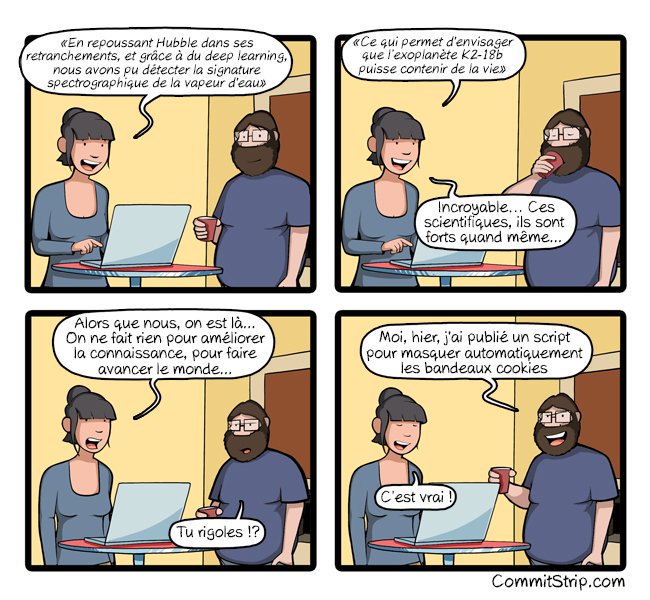 «En repoussant Hubble dans ses
retranchements, et grâce à du deep learning,
nous avons pu détecter la signature
spectrographique de la vapeur d'eau»
«Ce qui permet d'envisager
que l'exoplanète K2-18b
puisse contenir de la vie»
Incroyable... Ces
scientifiques, ils sont
forts quand même...
Alors que nous, on est là...
On ne fait rien pour améliorer
la connaissance, pour faire
avancer le monde...
Tu rigoles !?
Moi, hier, j'ai publié un script
pour masquer automatiquement
les bandeaux cookies
C'est vrai !
CommitStrip.com